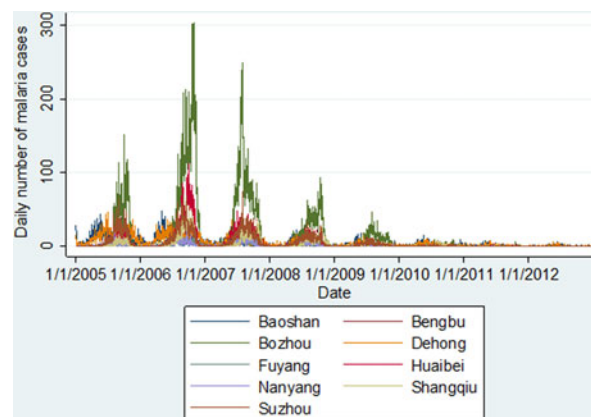 Daily number of malaria cases
300
200
100
0
1/1/2005 1/1/2006 1/1/2007 1/1/2008 1/1/2009 1/1/2010 1/1/2011 1/1/2012
Date
Baoshan Bengbu
Bozhou Dehong
Fuyang Huaibei
Nanyang Shangqiu
Suzhou